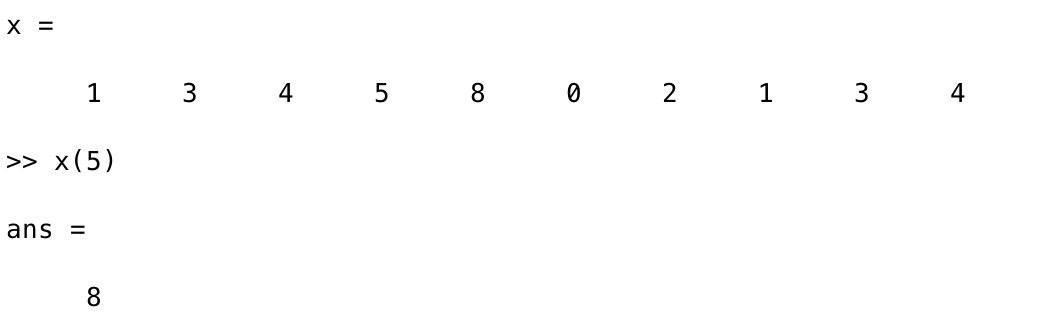 x =
1 3 4 5 8 0 2 1 3 4
>> x(5)
ans =
8